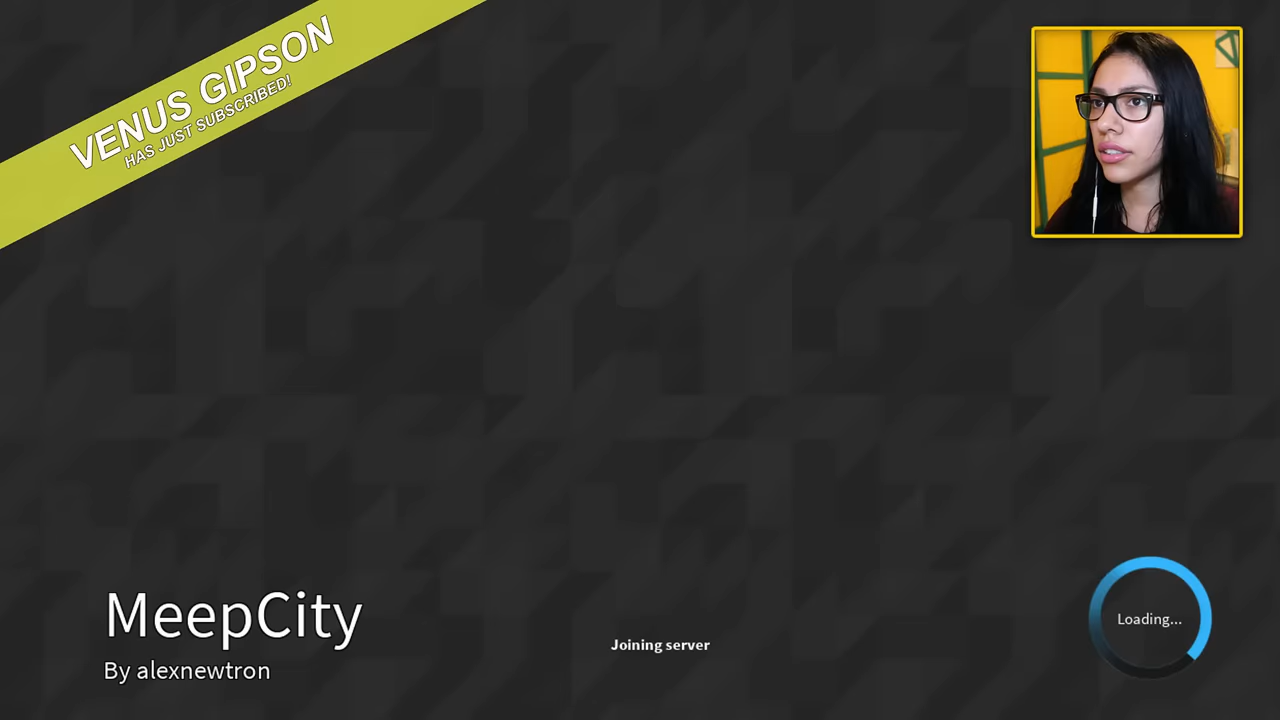 VENUS GIPSON
HAS JUST SUBSCRIBED!
MeepCity
By alexnewtron
Joining server
Loading...